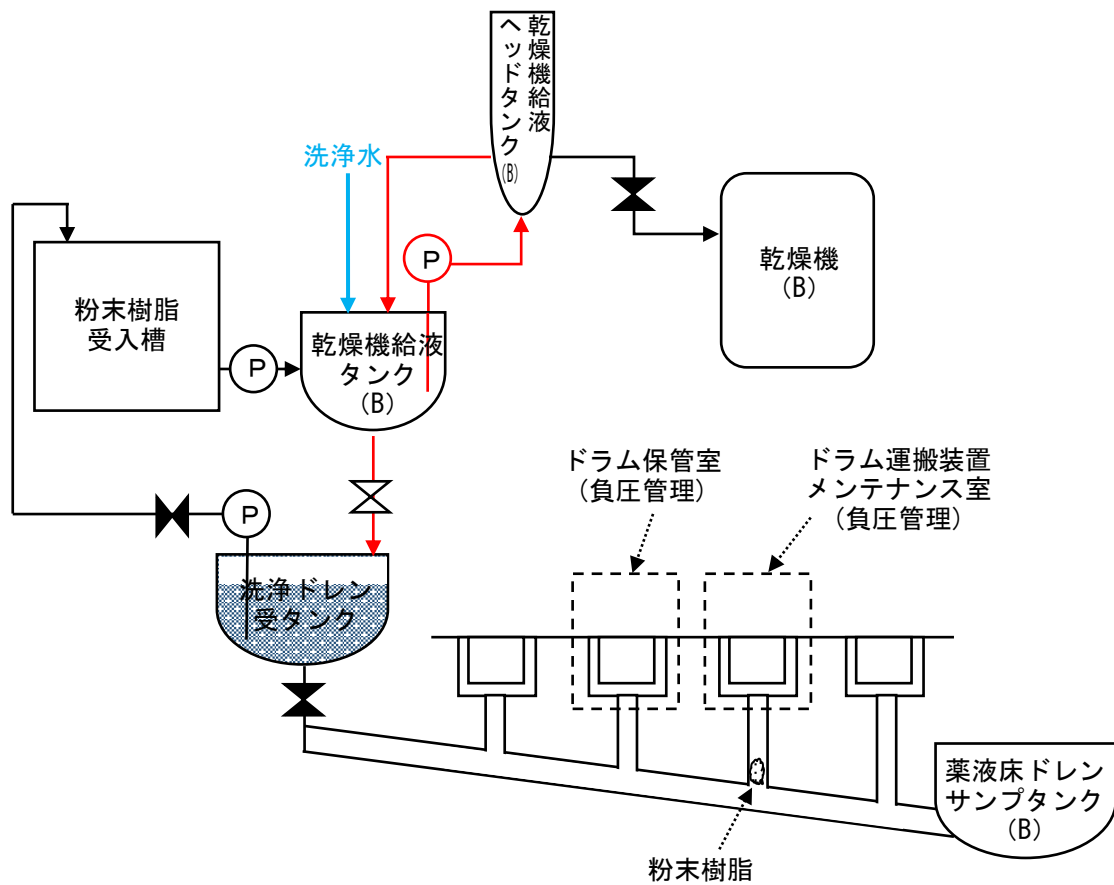 乾燥機給液
ヘッドタンク(B)
洗浄水
P
乾燥機
(B)
粉末樹脂
受入槽
P
乾燥機給液
タンク
(B)
ドラム保管室
(負圧管理)
ドラム運搬装置
メンテナンス室
(負圧管理)
P
洗浄ドレン
受タンク
薬液床ドレン
サンプタンク
(B)
粉末樹脂